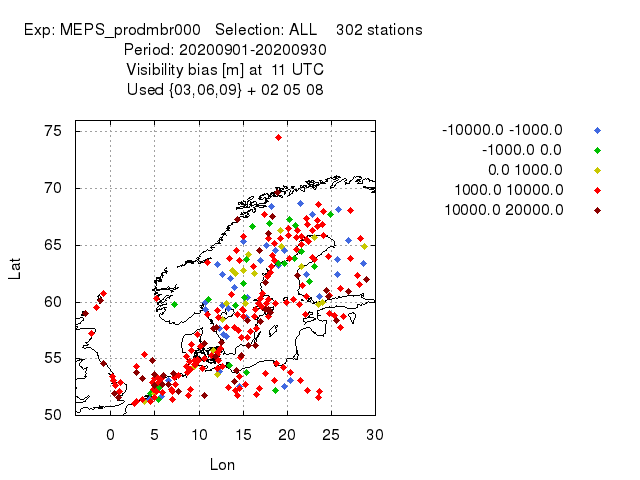 Exp: MEPS_prodmbr000 Selection: ALL 302 stations
Period: 20200901-20200930
Visibility bias [m] at 11 UTC
Used {03,06,09} + 02 05 08
-10000.0 -1000.0
-1000.0 0.0
0.0 1000.0
1000.0 10000.0
10000.0 20000.0
75
70
65
60
55
50
Lat
0 5 10 15 20 25 30
Lon